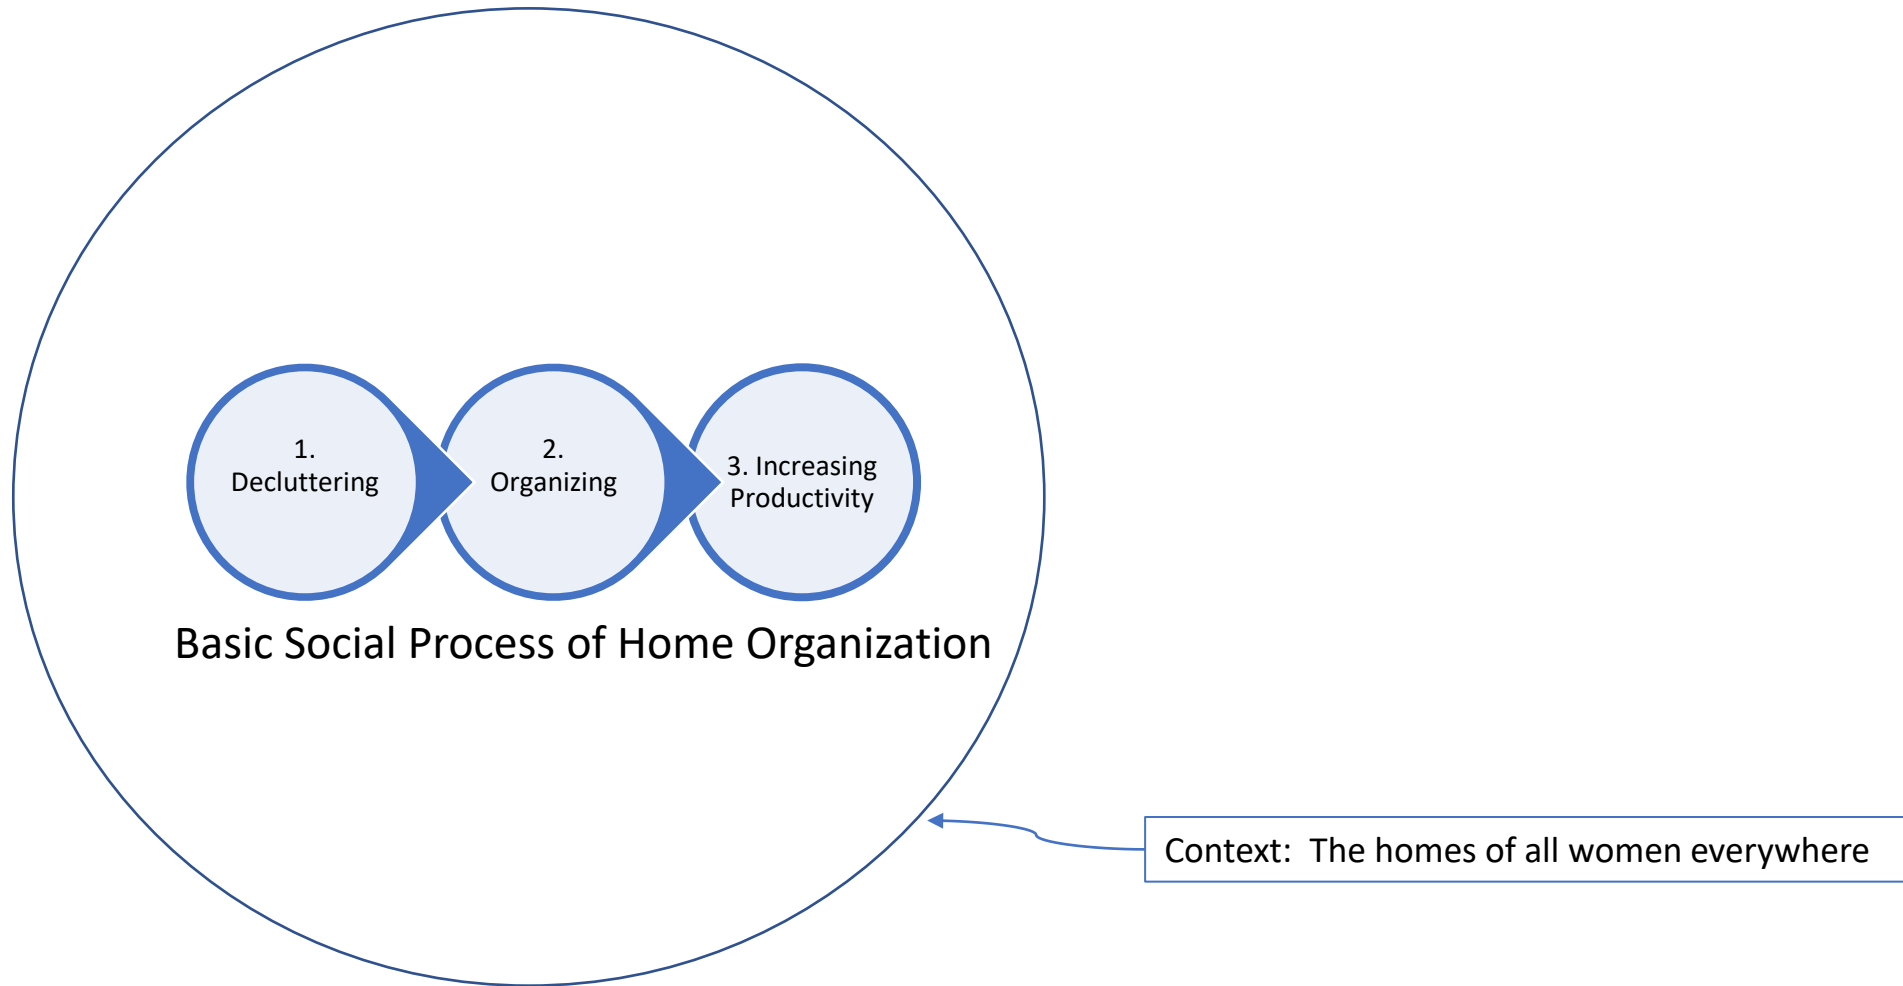 1.
Decluttering
2.
Organizing
3. Increasing
Productivity
Basic Social Process of Home Organization
Context:  The homes of all women everywhere